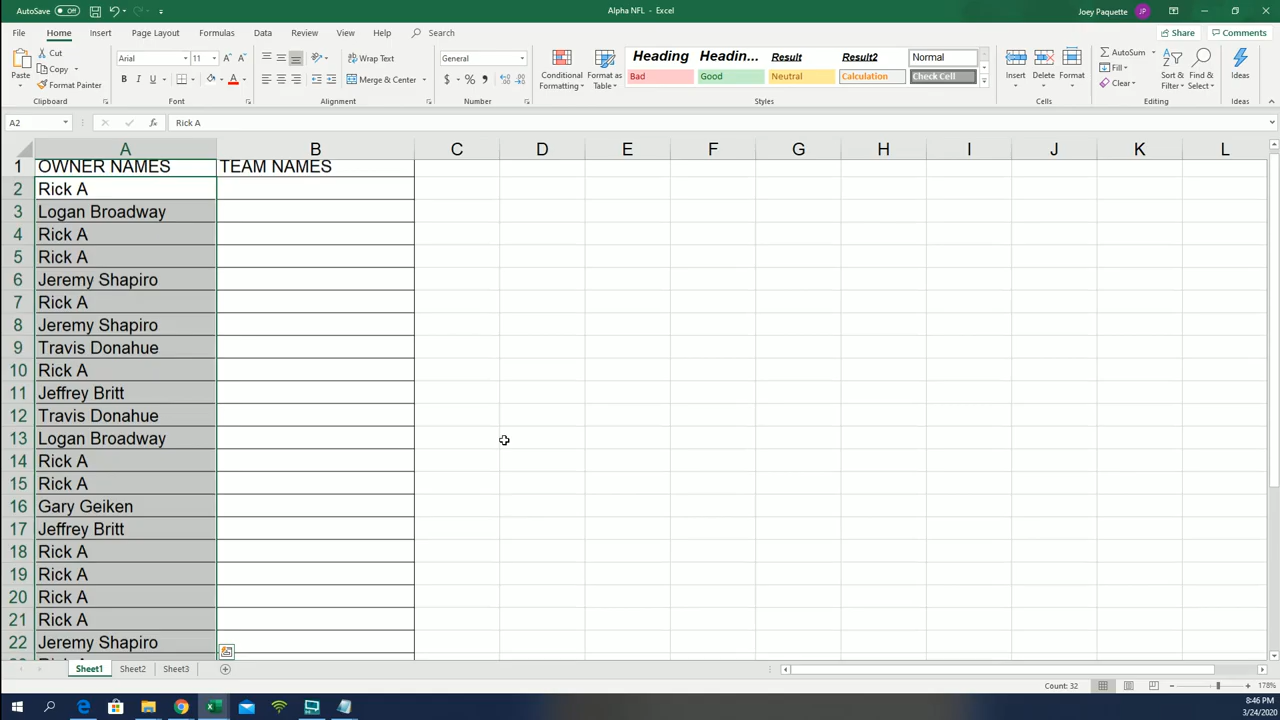 AutoSave Off
Alpha NFL - Excel
Joey Paquette JP
File Home Insert Page Layout Formulas Data Review View Help Search
Share Comments
Paste
Cut
Copy
Format Painter
Clipboard
Arial 11
B I U
Font
Wrap Text
Merge & Center
Alignment
General
$ % ,
Number
Conditional Formatting
Format as Table
Heading Headin... Result Result2 Normal
Bad Good Neutral Calculation Check Cell
Styles
Insert Delete Format
Cells
AutoSum
Fill
Clear
Sort & Filter
Find & Select
Editing
Ideas
Ideas
A2 fx Rick A
A B C D E F G H I J K L
1 OWNER NAMES TEAM NAMES
2 Rick A
3 Logan Broadway
4 Rick A
5 Rick A
6 Jeremy Shapiro
7 Rick A
8 Jeremy Shapiro
9 Travis Donahue
10 Rick A
11 Jeffrey Britt
12 Travis Donahue
13 Logan Broadway
14 Rick A
15 Rick A
16 Gary Geiken
17 Jeffrey Britt
18 Rick A
19 Rick A
20 Rick A
21 Rick A
22 Jeremy Shapiro
Sheet1 Sheet2 Sheet3
Count: 32 178%
8:46 PM
3/24/2020